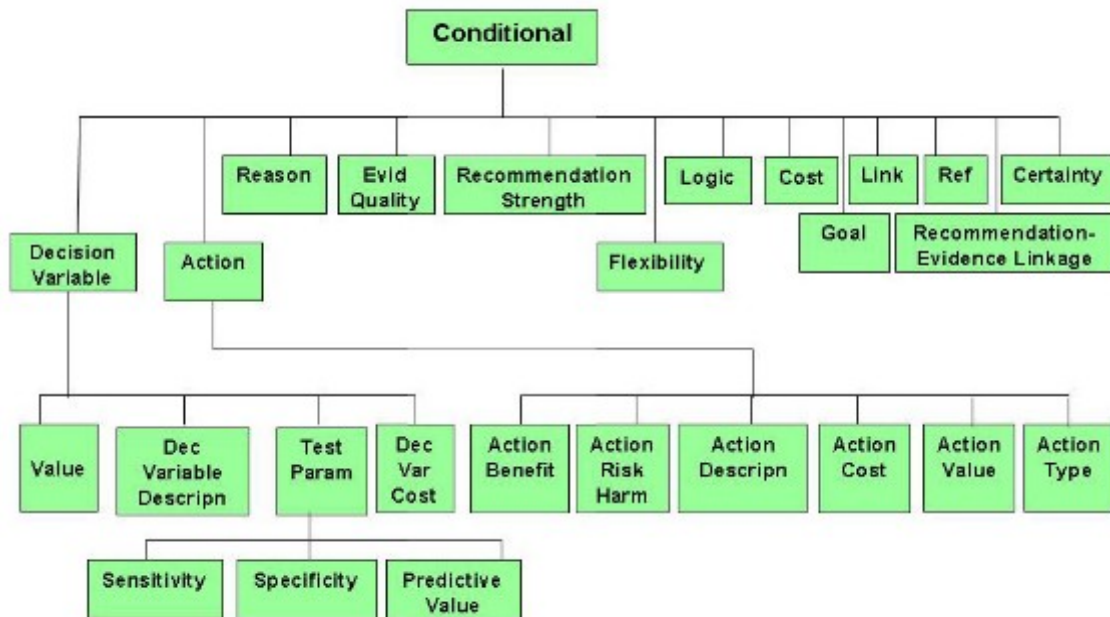 Conditional
Reason
Evid
Quality
Recommendation
Strength
Logic
Cost
Link
Ref
Certainty
Decision
Variable
Action
Flexibility
Goal
Recommendation-
Evidence Linkage
Value
Dec
Variable
Descripn
Test
Param
Dec
Var
Cost
Action
Benefit
Action
Risk
Harm
Action
Descripn
Action
Cost
Action
Value
Action
Type
Sensitivity
Specificity
Predictive
Value